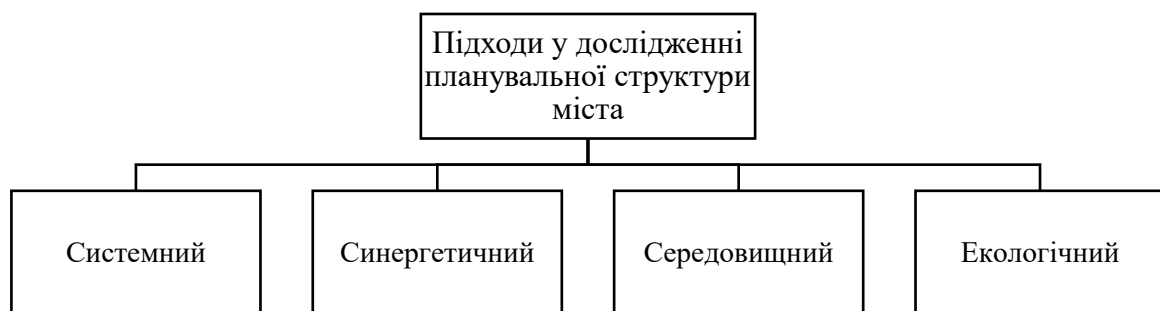 Підходи у дослідженні
планувальної структури
міста
Системний
Синергетичний
Середовищний
Екологічний